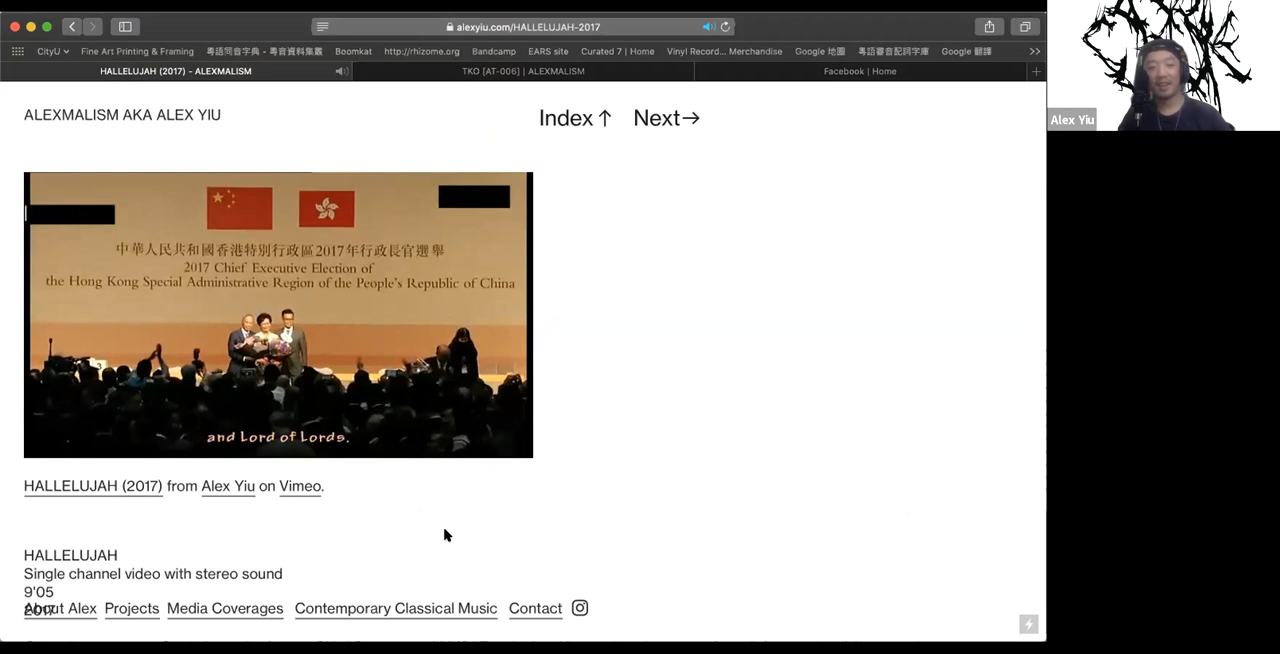 alexyiu.com/HALLELUJAH-2017
CityU Fine Art Printing & Framing 粵語同音字典 - 粵音資料集叢 Boomkat http://rhizome.org Bandcamp EARS site Curated 7 | Home Vinyl Record... Merchandise Google 地圖 粵語審音配詞字庫 Google 翻譯
HALLELUJAH (2017) - ALEXMALISM TKO [AT-006] | ALEXMALISM Facebook | Home
ALEXMALISM AKA ALEX YIU
Index↑ Next→
Alex Yiu
中華人民共和國香港特別行政區2017年行政長官選舉
2017 Chief Executive Election of
the Hong Kong Special Administrative Region of the People's Republic of China
and Lord of Lords.
HALLELUJAH (2017) from Alex Yiu on Vimeo.
HALLELUJAH
Single channel video with stereo sound
9'05
2017
About Alex Projects Media Coverages Contemporary Classical Music Contact